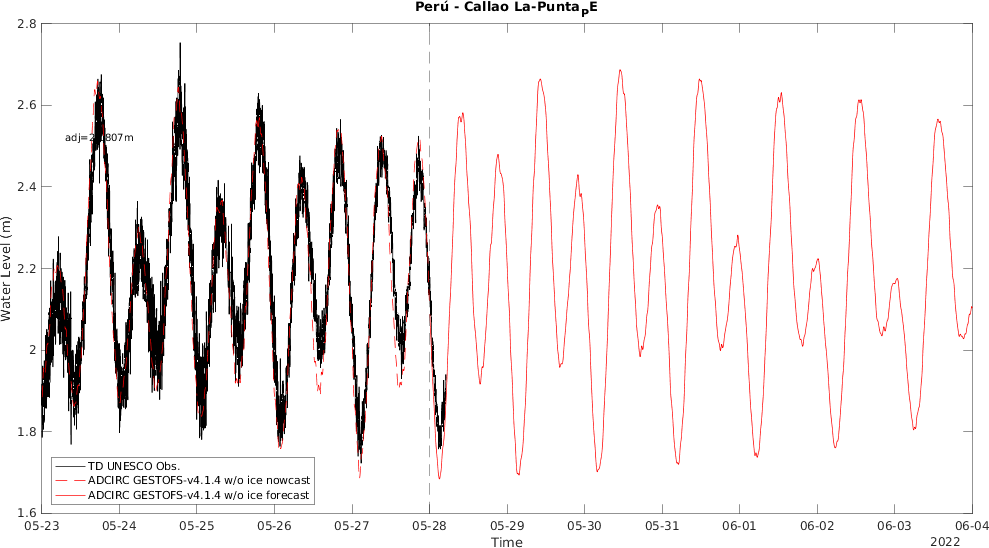 Perú - Callao La-PuntaPE
2.8
2.6
2.4
2.2
2
1.8
1.6
Water Level (m)
TD UNESCO Obs.
ADCIRC GESTOFS-v4.1.4 w/o ice nowcast
ADCIRC GESTOFS-v4.1.4 w/o ice forecast
05-23 05-24 05-25 05-26 05-27 05-28 05-29 05-30 05-31 06-01 06-02 06-03 06-04
Time
2022